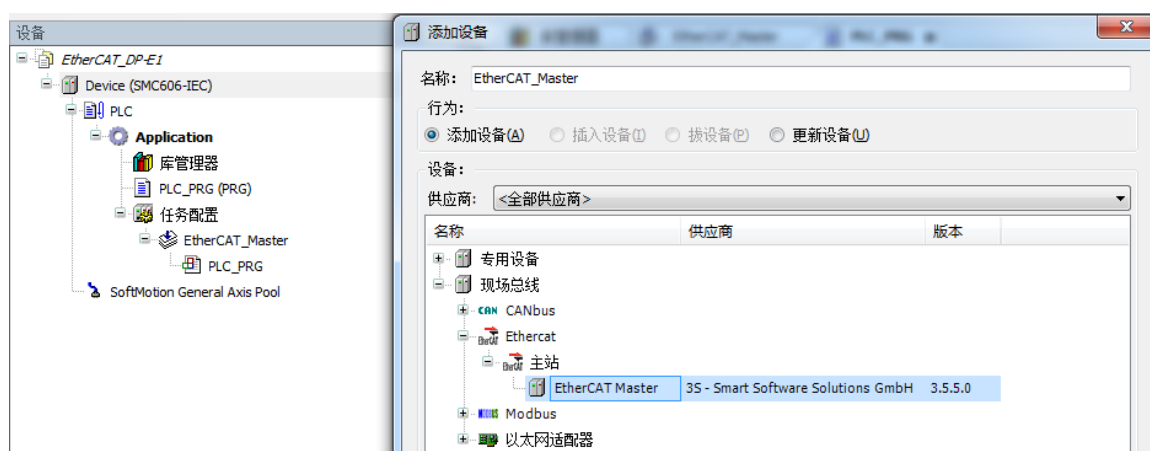 设备
EtherCAT_DP-E1
Device (SMC606-IEC)
PLC
Application
库管理器
PLC_PRG (PRG)
任务配置
EtherCAT_Master
PLC_PRG
SoftMotion General Axis Pool
添加设备
名称: EtherCAT_Master
行为:
添加设备(A) 插入设备(I) 拔设备(P) 更新设备(U)
设备:
供应商: <全部供应商>
名称 供应商 版本
专用设备
现场总线
CAN CANbus
Ethercat
主站
EtherCAT Master 3S - Smart Software Solutions GmbH 3.5.5.0
Modbus
以太网适配器